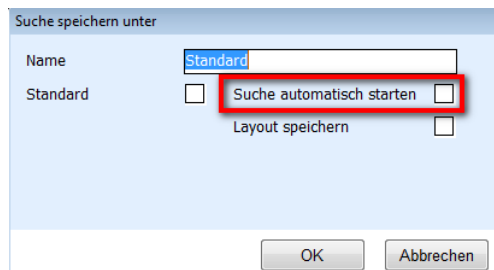 Suche speichern unter
Name Standard
Standard Suche automatisch starten
Layout speichern
OK Abbrechen